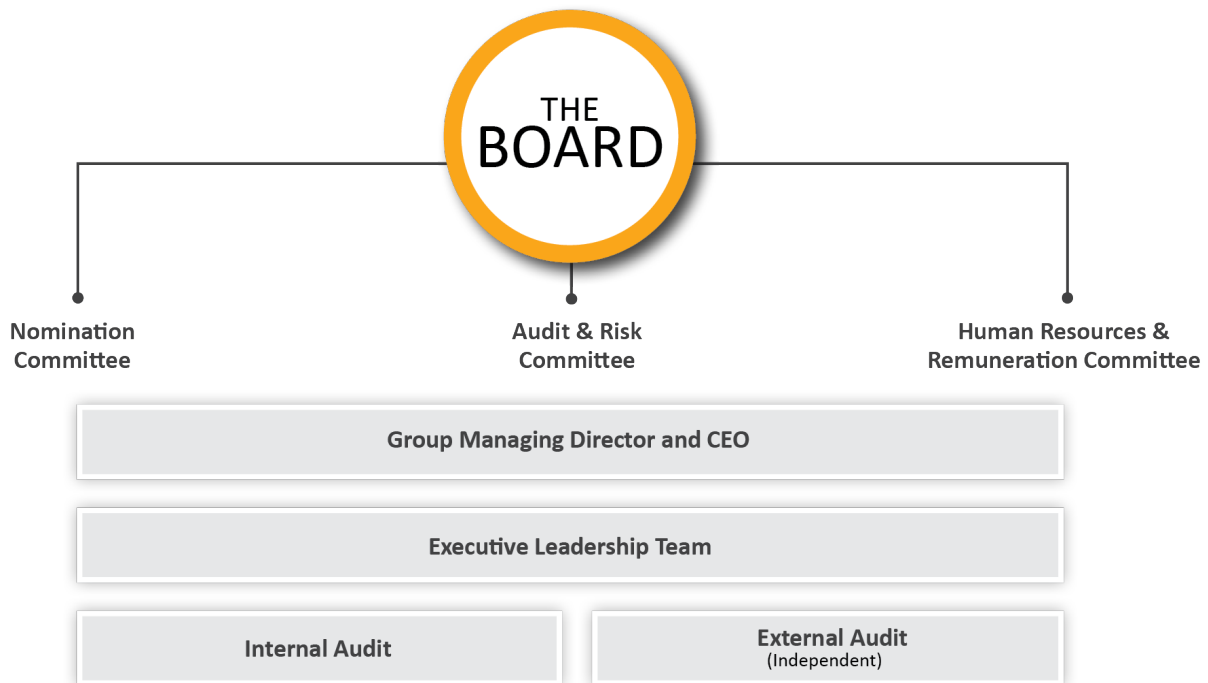 THE
BOARD
Nomination
Committee
Audit & Risk
Committee
Human Resources &
Remuneration Committee
Group Managing Director and CEO
Executive Leadership Team
Internal Audit
External Audit
(Independent)